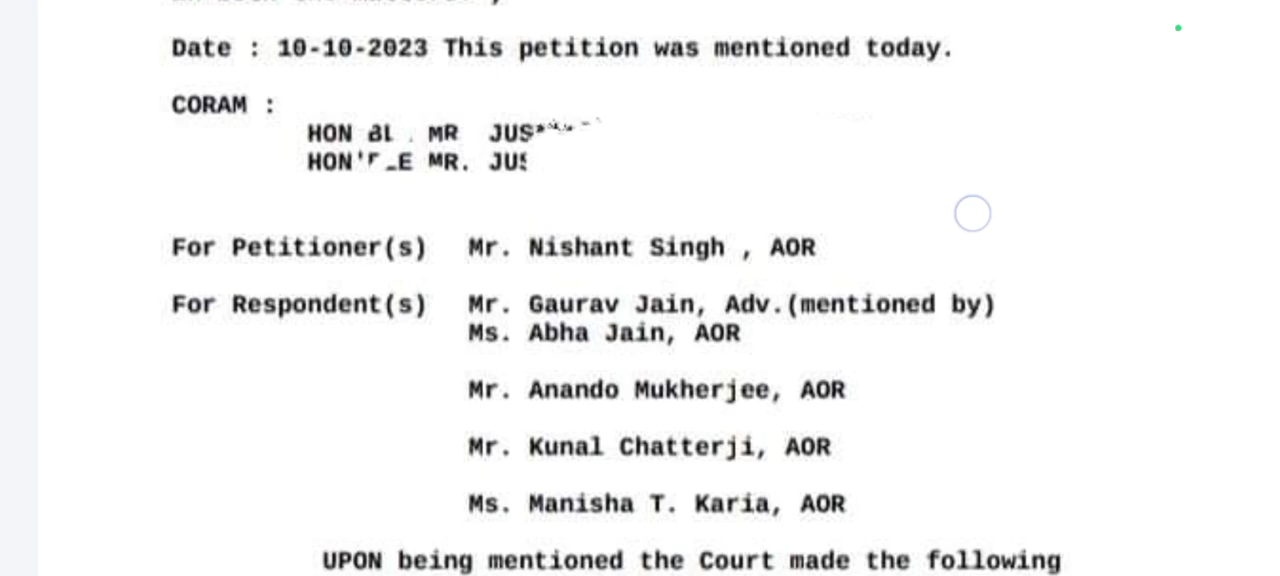 Date : 10-10-2023 This petition was mentioned today.
CORAM :
HON MR JUS
HON' MR.
For Petitioner(s) Mr. Nishant Singh , AOR
For Respondent(s) Mr. Gaurav Jain, Adv.(mentioned by)
Ms. Abha Jain, AOR
Mr. Anando Mukherjee, AOR
Mr. Kunal Chatterji, AOR
Ms. Manisha T. Karia, AOR
UPON being mentioned the Court made the following